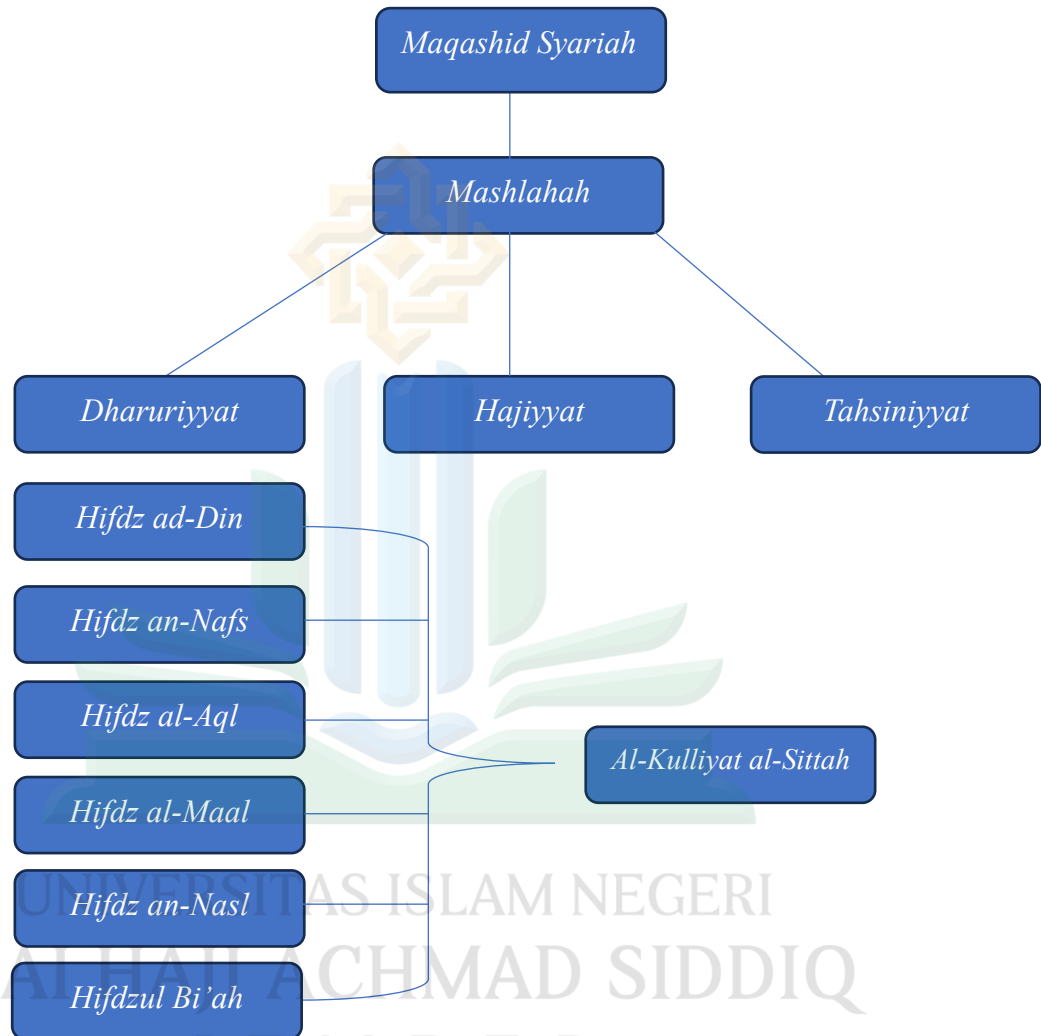 Maqashid Syariah
Mashlahah
Dharuriyyat
Hajiyyat
Tahsiniyyat
Hifdz ad-Din
Hifdz an-Nafs
Hifdz al-Aql
Al-Kulliyat al-Sittah
Hifdz al-Maal
Hifdz an-Nasl
UNIVERSITAS ISLAM NEGERI
HAJI ACHMAD SIDDIQ
Hifdzul Bi’ah